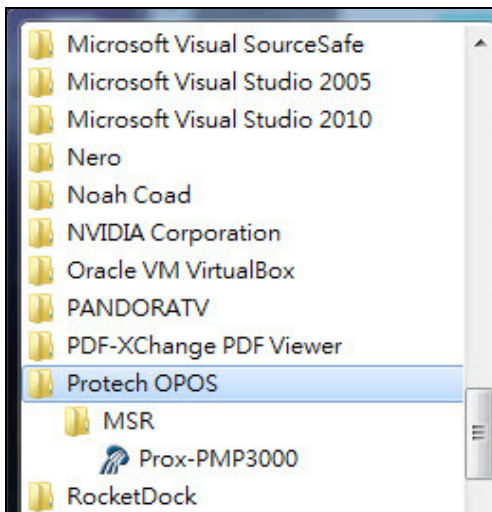 Microsoft Visual SourceSafe
Microsoft Visual Studio 2005
Microsoft Visual Studio 2010
Nero
Noah Coad
NVIDIA Corporation
Oracle VM VirtualBox
PANDORATV
PDF-XChange PDF Viewer
Protech OPOS
MSR
Prox-PMP3000
RocketDock